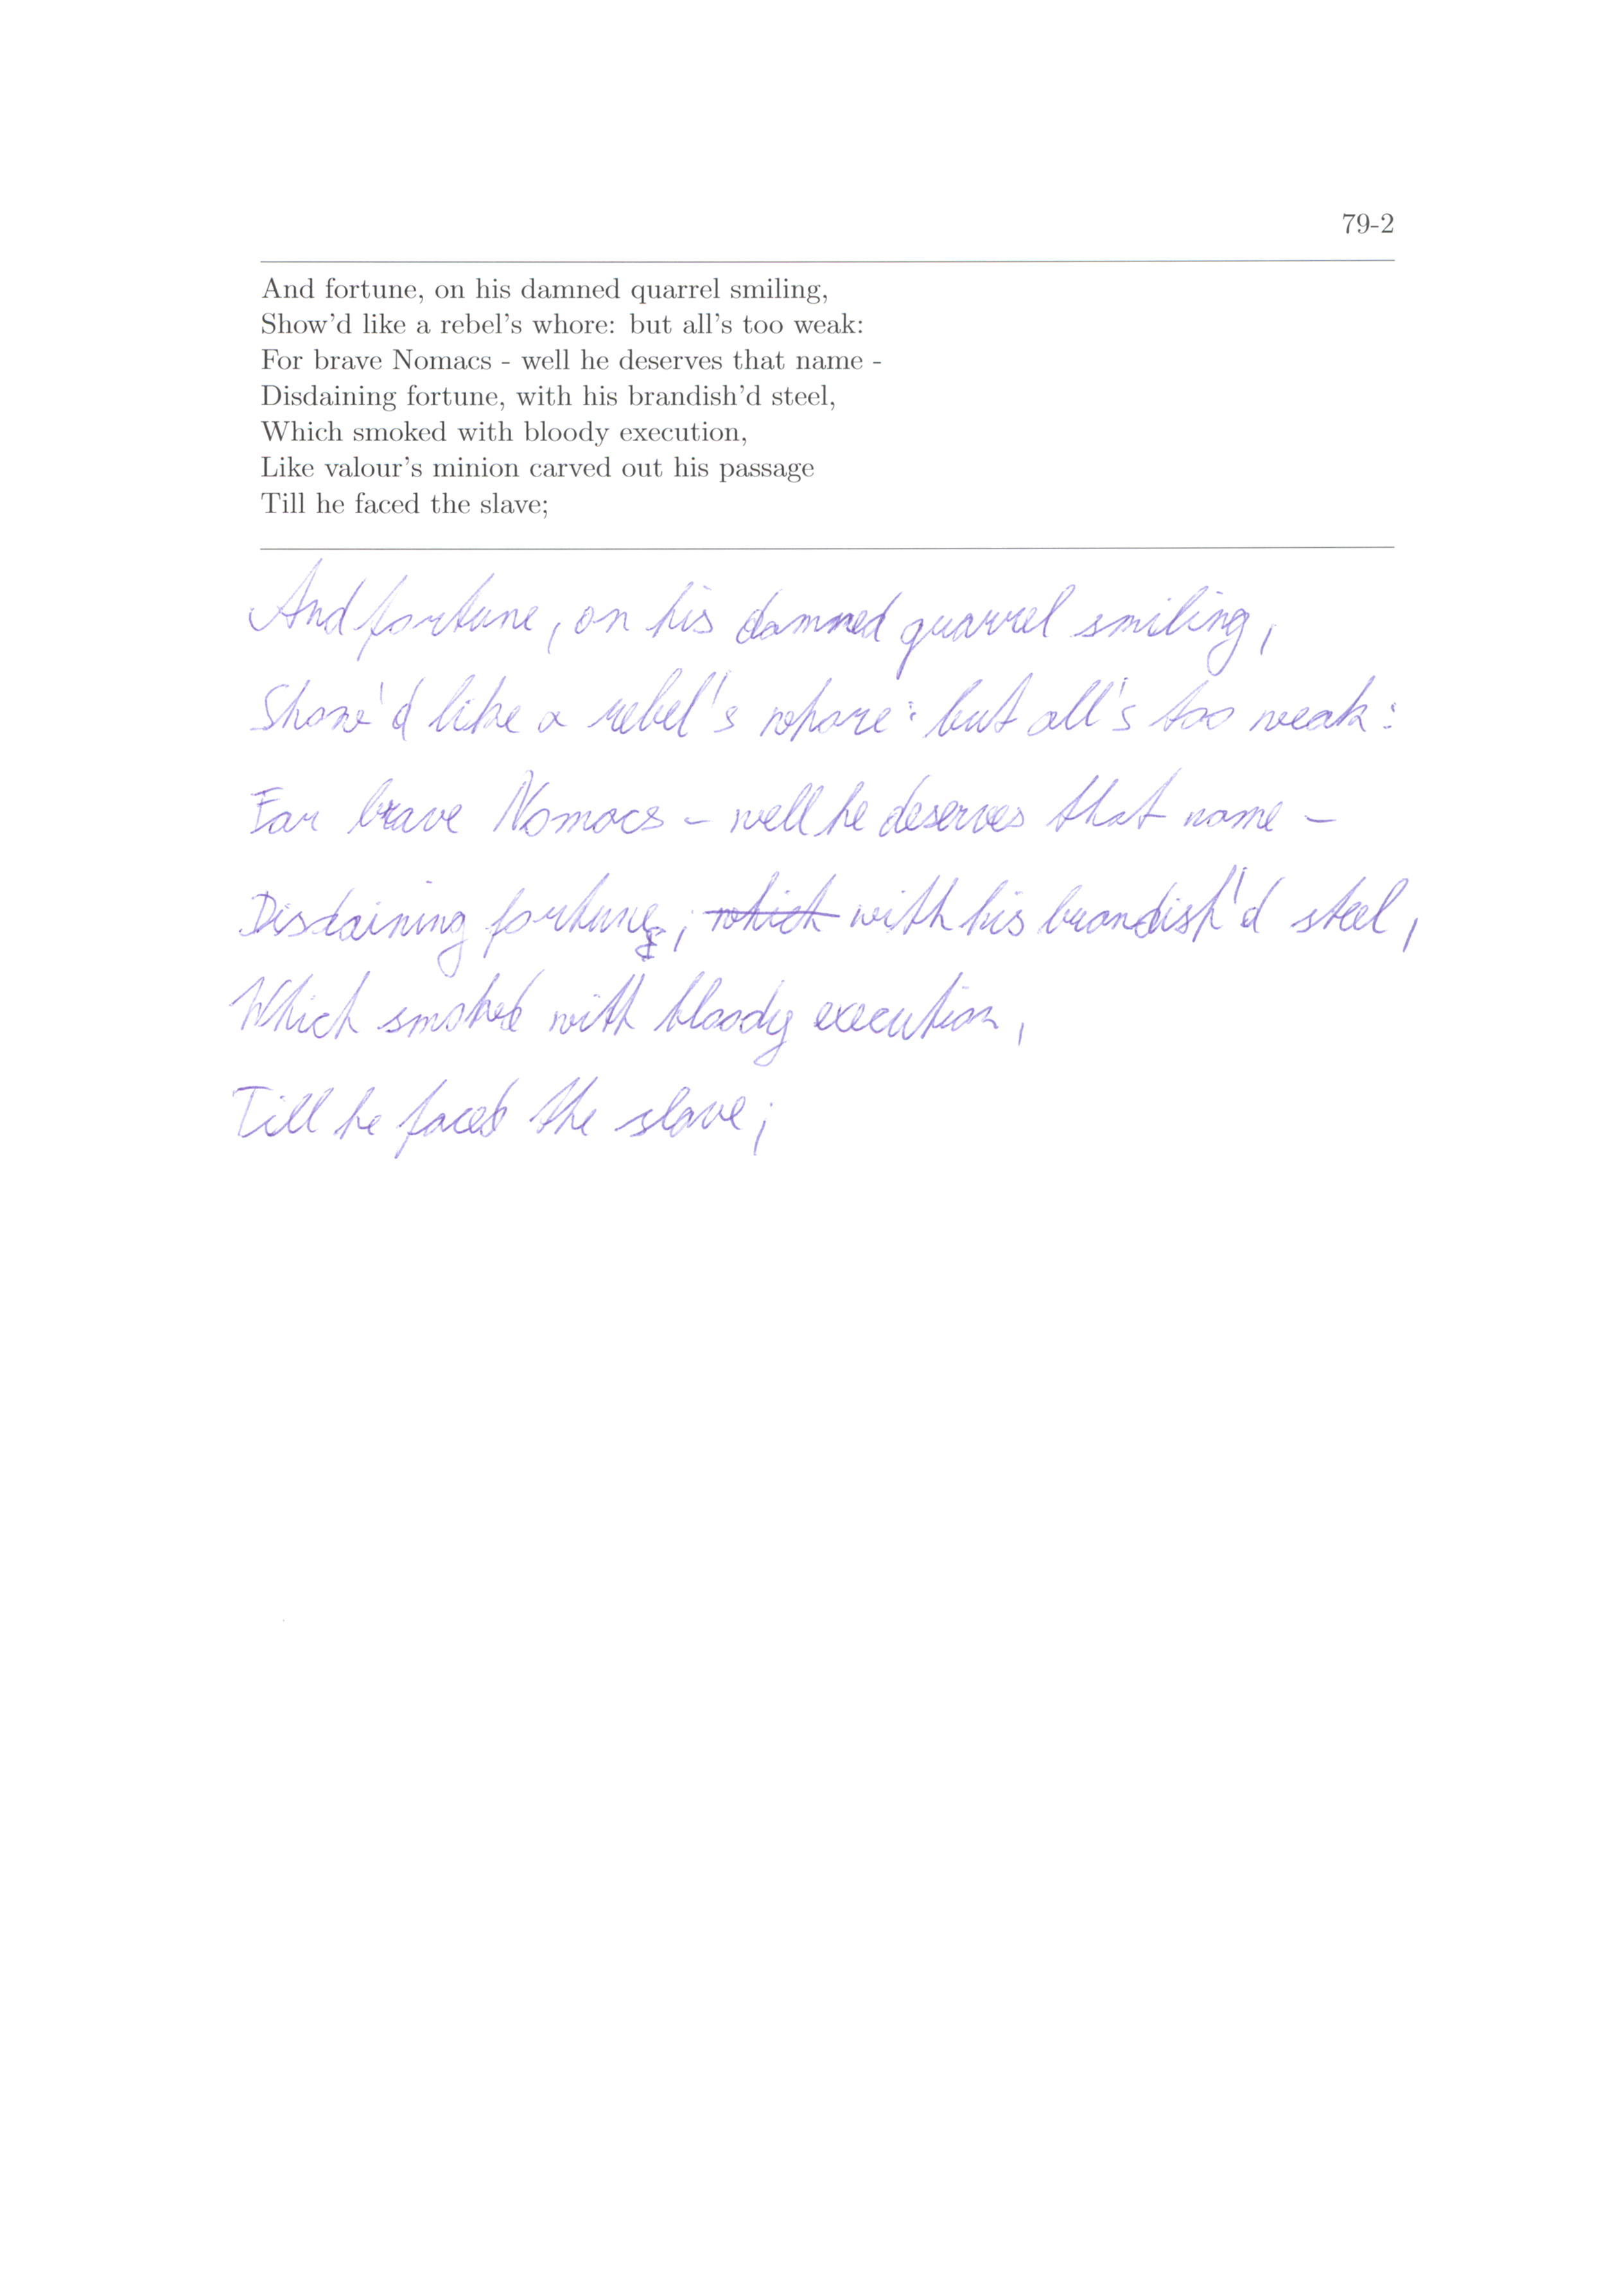 79-2
And fortune, on his damned quarrel smiling,
Show'd like a rebel's whore: but all's too weak:
For brave Nomacs - well he deserves that name -
Disdaining fortune, with his brandish'd steel,
Which smoked with bloody execution,
Like valour's minion carved out his passage
Till he faced the slave;
And fortune, on his damned quarrel smiling,
Show'd like a rebel's whore: but all's too weak:
For brave Nomacs - well he deserves that name -
Disdaining fortune, which with his brandish'd steel,
Which smoked with bloody execution,
Till he faced the slave;